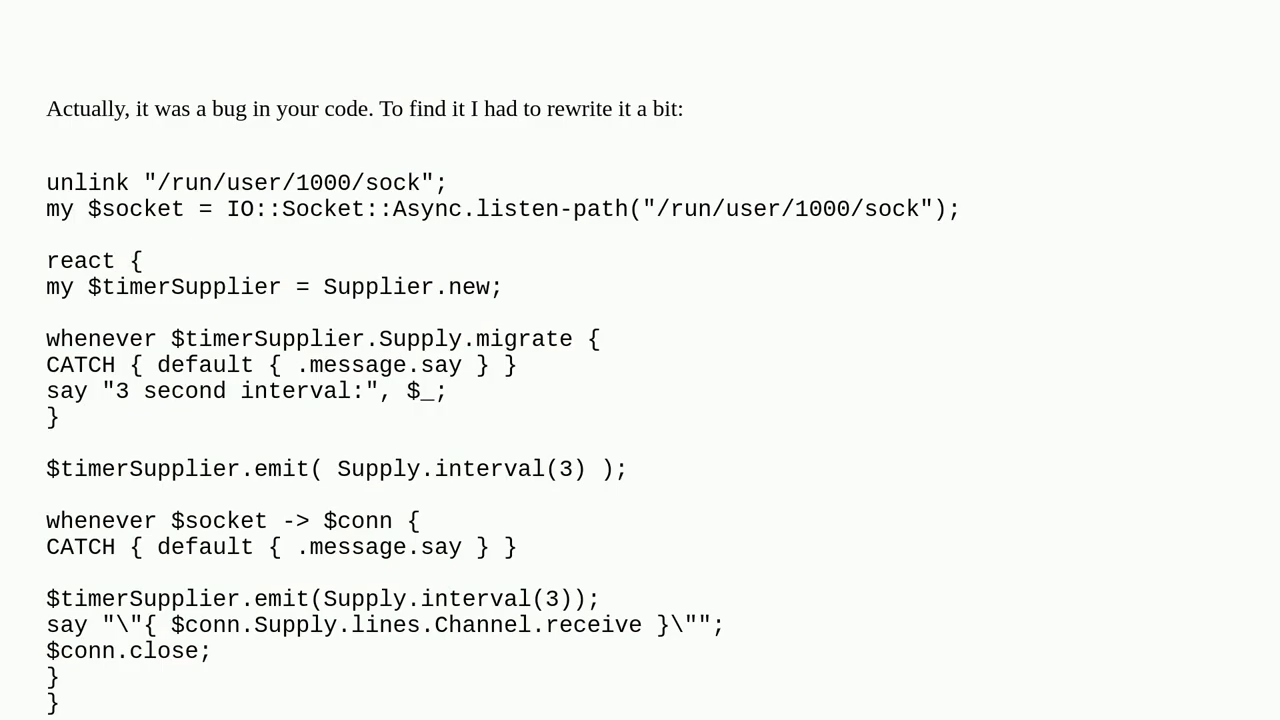 Actually, it was a bug in your code. To find it I had to rewrite it a bit:
unlink "/run/user/1000/sock";
my $socket = IO::Socket::Async.listen-path("/run/user/1000/sock");
react {
my $timerSupplier = Supplier.new;
whenever $timerSupplier.Supply.migrate {
CATCH { default { .message.say } }
say "3 second interval:", $_;
}
$timerSupplier.emit( Supply.interval(3) );
whenever $socket -> $conn {
CATCH { default { .message.say } }
$timerSupplier.emit(Supply.interval(3));
say "\"{ $conn.Supply.lines.Channel.receive }\"";
$conn.close;
}
}